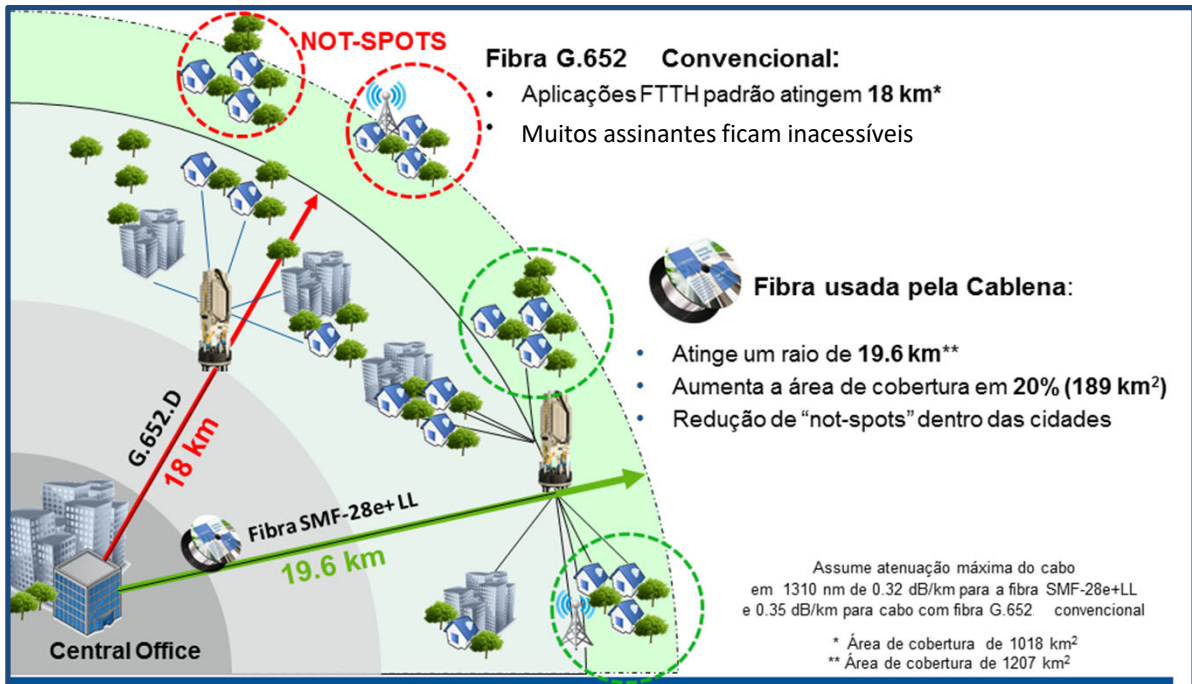 NOT-SPOTS
Fibra G.652 Convencional:
• Aplicações FTTH padrão atingem 18 km*
• Muitos assinantes ficam inacessíveis
Fibra usada pela Cablena:
• Atinge um raio de 19.6 km**
• Aumenta a área de cobertura em 20% (189 km²)
• Redução de “not-spots” dentro das cidades
G.652.D
18 km
Fibra SMF-28e+ LL
19.6 km
Central Office
Assume atenuação máxima do cabo
em 1310 nm de 0.32 dB/km para a fibra SMF-28e+LL
e 0.35 dB/km para cabo com fibra G.652 convencional
* Área de cobertura de 1018 km²
** Área de cobertura de 1207 km²